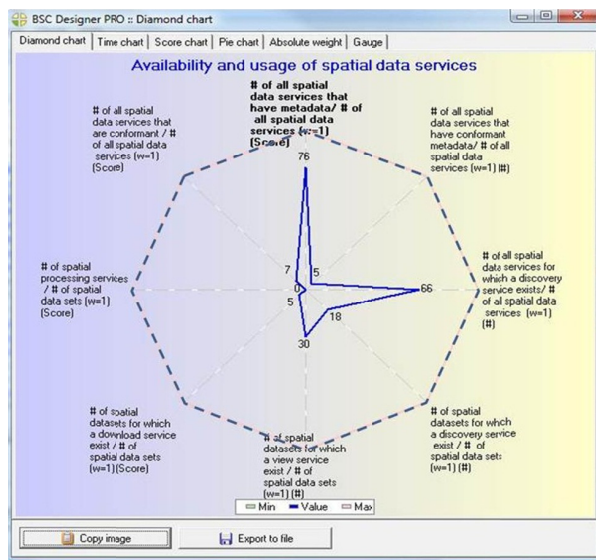 BSC Designer PRO :: Diamond chart
Diamond chart Time chart Score chart Pie chart Absolute weight Gauge
Availability and usage of spatial data services
# of all spatial
data services that
have metadata/ # of
all spatial data
services (w=1)
(Score)
# of all spatial
data services that
are conformant / #
of all spatial data
services (w=1)
(Score)
# of all spatial
data services that
have conformant
metadata/ # of all
spatial data
services (w=1) (#)
76
# of spatial
processing services
/ # of spatial
data sets (w=1)
(Score)
7
5
0
66
5
18
30
# of all spatial
data services for
which a discovery
service exists/ #
of all spatial data
services (w=1)
(#)
# of spatial
datasets for which
a download service
exist / # of
spatial data sets
(w=1)(Score)
# of spatial
datasets for which
a view service
exist / # of
spatial data sets
(w=1) (#)
# of spatial
datasets for which
a discovery service
exist / # of
spatial data sets
(w=1) (#)
Min Value Max
Copy image Export to file